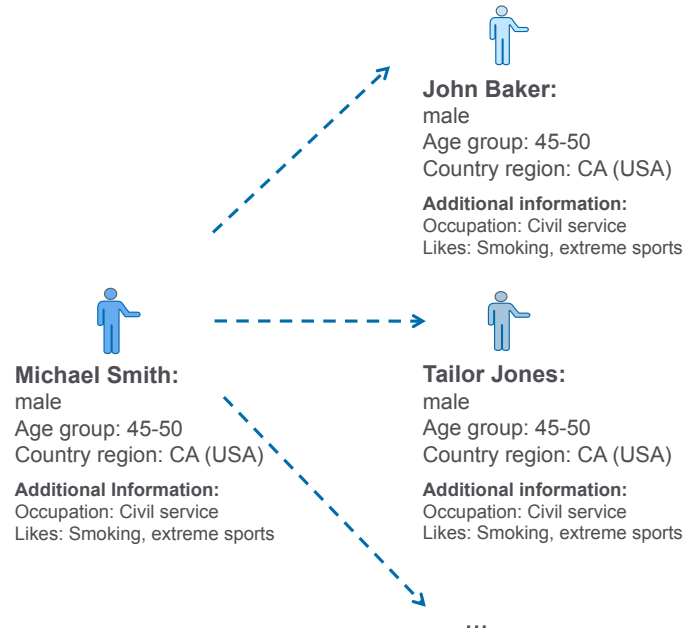 John Baker:
male
Age group: 45-50
Country region: CA (USA)
Additional information:
Occupation: Civil service
Likes: Smoking, extreme sports
Michael Smith:
male
Age group: 45-50
Country region: CA (USA)
Additional Information:
Occupation: Civil service
Likes: Smoking, extreme sports
Tailor Jones:
male
Age group: 45-50
Country region: CA (USA)
Additional information:
Occupation: Civil service
Likes: Smoking, extreme sports
...